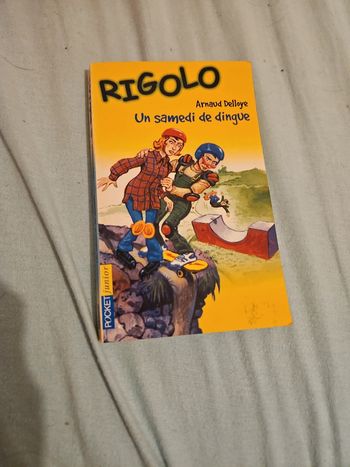 RIGOLO
Arnaud Delloye
Un samedi de dingue
POCKET junior